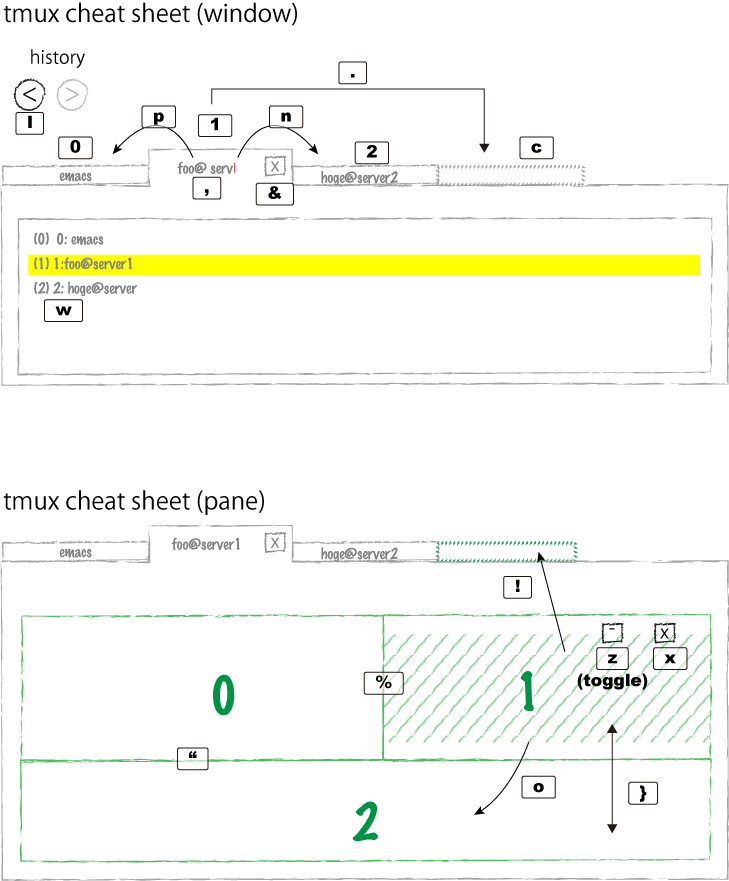 tmux cheat sheet (window)
history
< >
l
.
p
1
n
0
2
c
emacs
foo@ serv
X
hoge@server2
,
&
(0) 0: emacs
(1) 1:foo@server1
(2) 2: hoge@server
w
tmux cheat sheet (pane)
emacs
foo@server1
X
hoge@server2
!
- X
z x
(toggle)
%
0
1
“
o
}
2